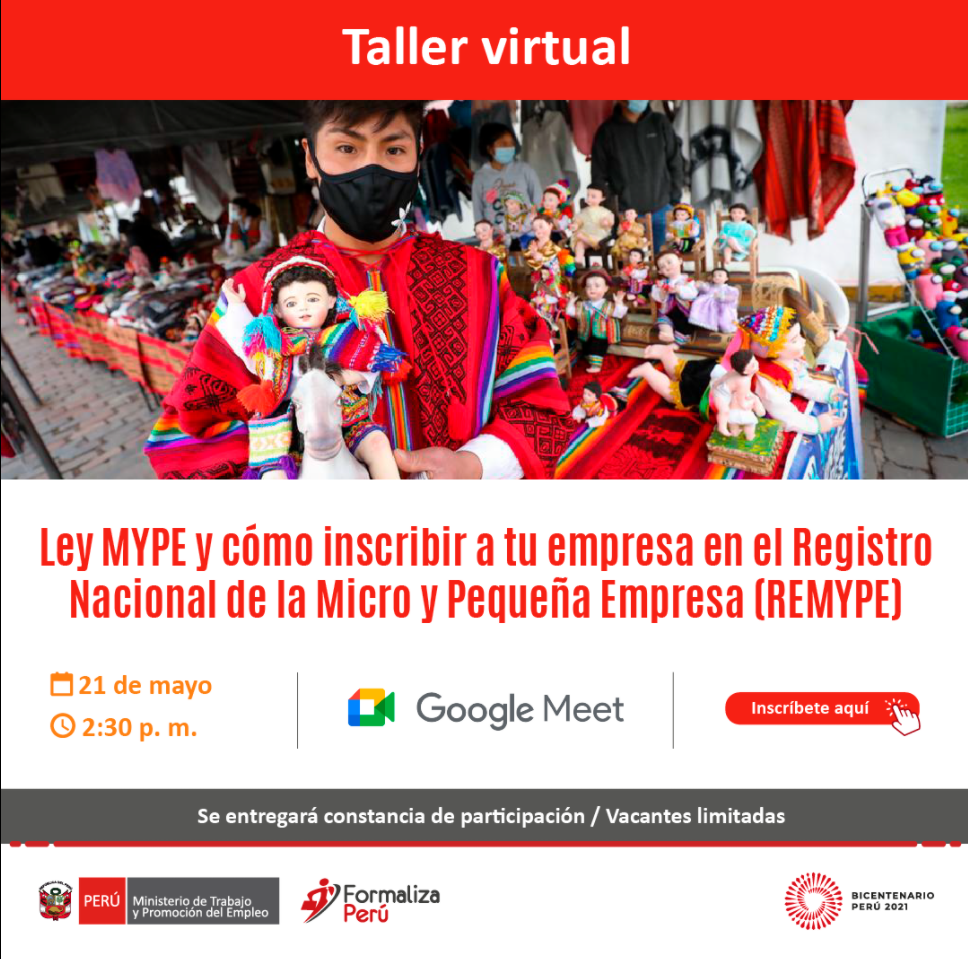 Taller virtual
Ley MYPE y cómo inscribir a tu empresa en el Registro
Nacional de la Micro y Pequeña Empresa (REMYPE)
21 de mayo
2:30 p. m.
Google Meet
Inscríbete aquí
Se entregará constancia de participación / Vacantes limitadas
PERÚ
Ministerio de Trabajo
y Promoción del Empleo
Formaliza
Perú
BICENTENARIO
PERÚ 2021